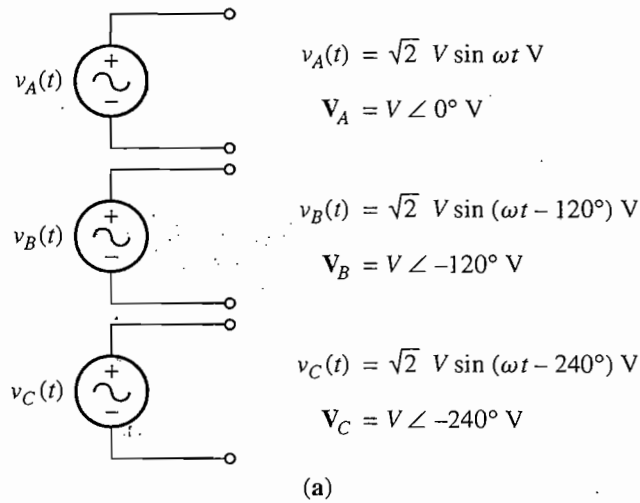 v_A(t)
+
−
v_A(t) = √2 V sin ωt V
V_A = V ∠ 0° V
v_B(t)
+
−
v_B(t) = √2 V sin (ωt − 120°) V
V_B = V ∠ −120° V
v_C(t)
+
−
v_C(t) = √2 V sin (ωt − 240°) V
V_C = V ∠ −240° V
(a)